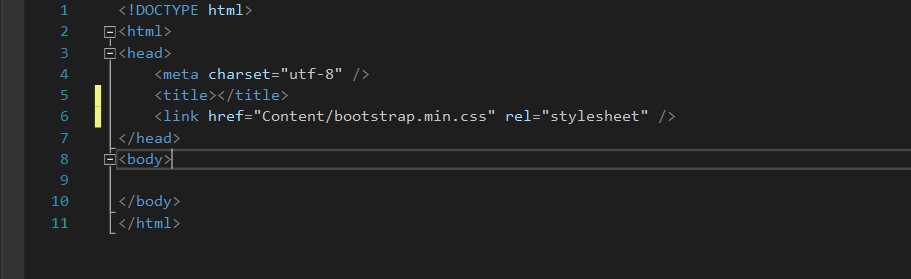 1 <!DOCTYPE html>
2 <html>
3 <head>
4     <meta charset="utf-8" />
5     <title></title>
6     <link href="Content/bootstrap.min.css" rel="stylesheet" />
7 </head>
8 <body>
9
10 </body>
11 </html>